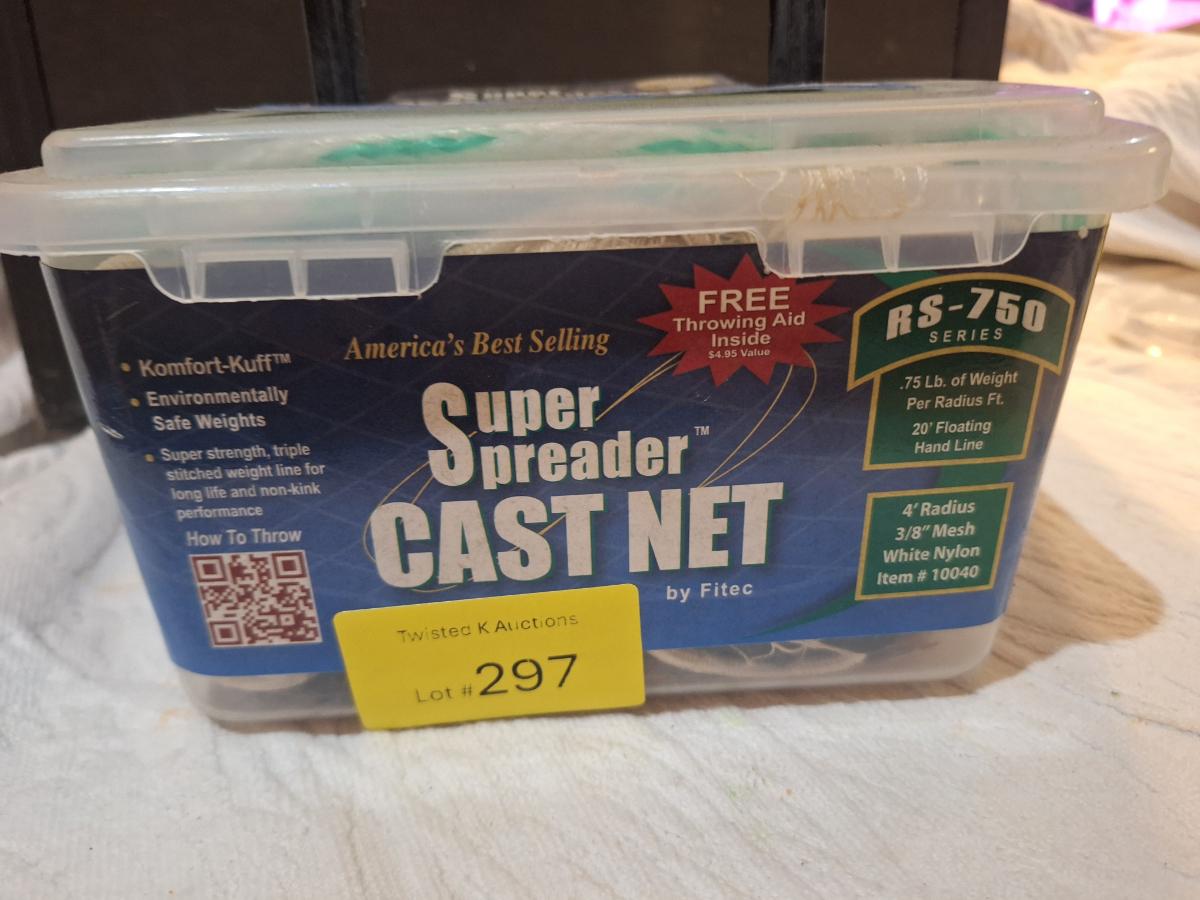 • Komfort-Kuff™
• Environmentally
Safe Weights
• Super strength, triple
stitched weight line for
long life and non-kink
performance
How To Throw
America's Best Selling
Super
Spreader™
CAST NET
by Fitec
FREE
Throwing Aid
Inside
$4.95 Value
RS-750
SERIES
.75 Lb. of Weight
Per Radius Ft.
20' Floating
Hand Line
4' Radius
3/8" Mesh
White Nylon
Item # 10040
Twisted K Auctions
Lot # 297